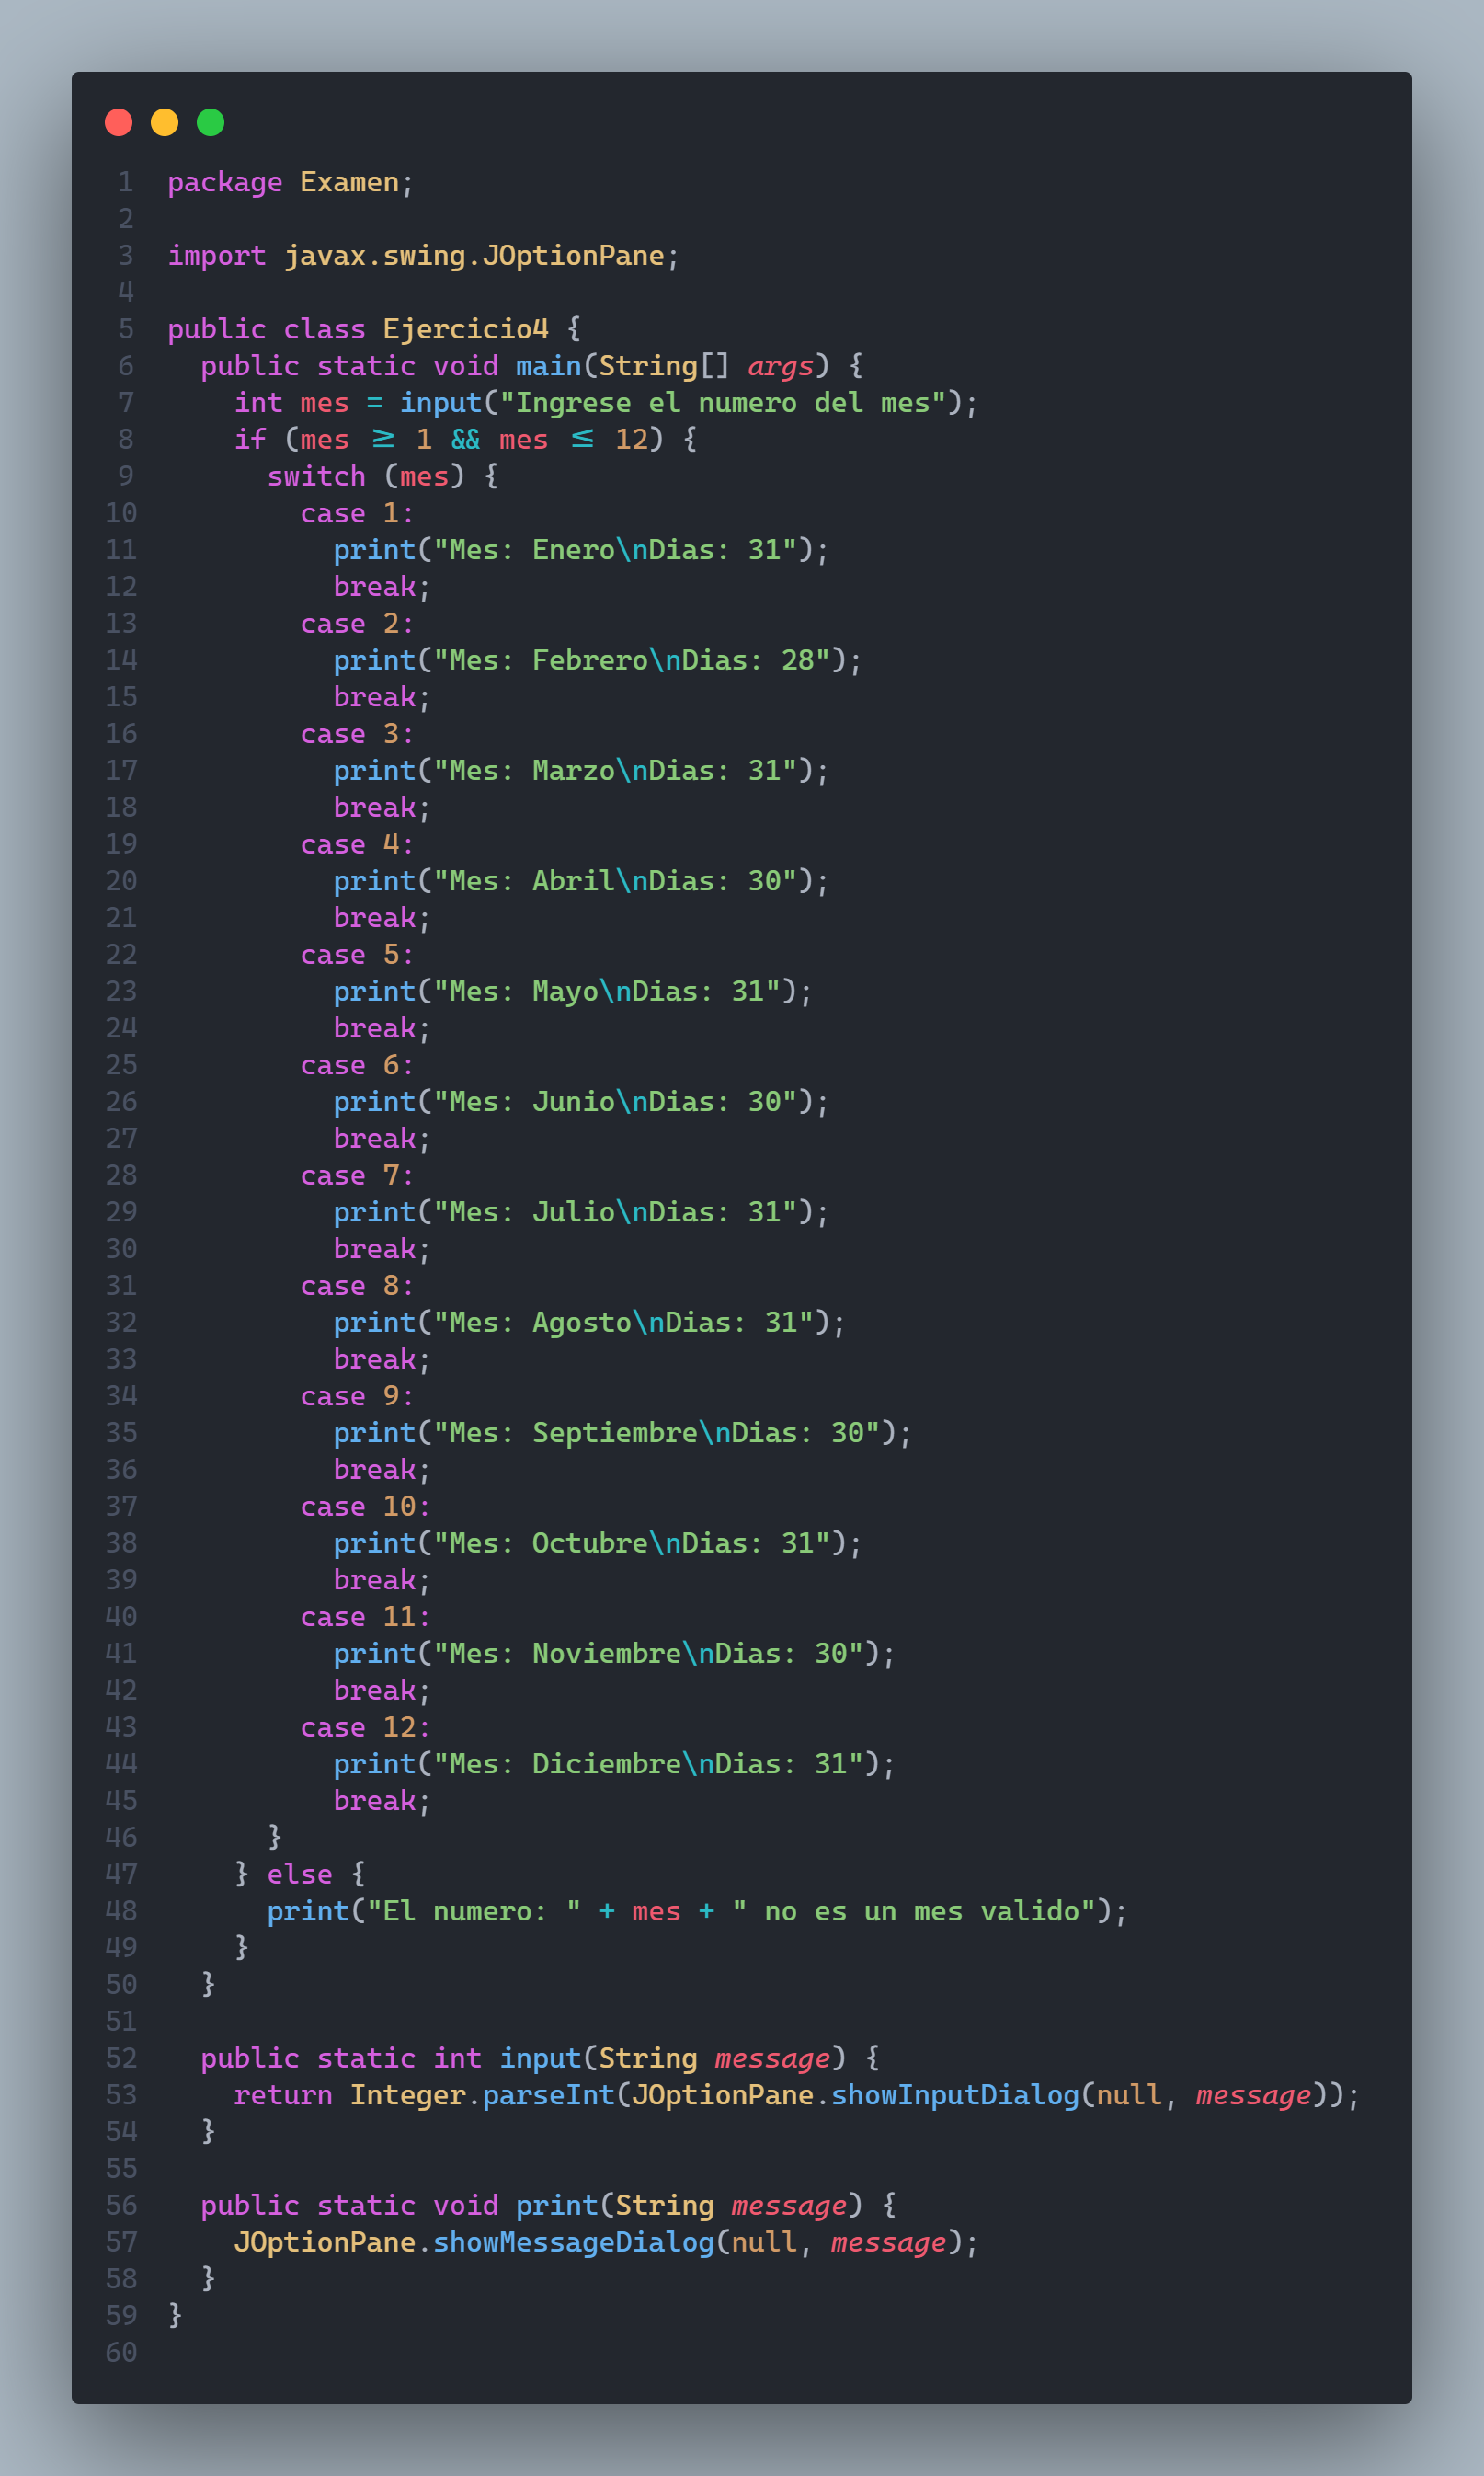 1 package Examen;
2
3 import javax.swing.JOptionPane;
4
5 public class Ejercicio4 {
6   public static void main(String[] args) {
7     int mes = input("Ingrese el numero del mes");
8     if (mes ≥ 1 && mes ≤ 12) {
9       switch (mes) {
10         case 1:
11           print("Mes: Enero\nDias: 31");
12           break;
13         case 2:
14           print("Mes: Febrero\nDias: 28");
15           break;
16         case 3:
17           print("Mes: Marzo\nDias: 31");
18           break;
19         case 4:
20           print("Mes: Abril\nDias: 30");
21           break;
22         case 5:
23           print("Mes: Mayo\nDias: 31");
24           break;
25         case 6:
26           print("Mes: Junio\nDias: 30");
27           break;
28         case 7:
29           print("Mes: Julio\nDias: 31");
30           break;
31         case 8:
32           print("Mes: Agosto\nDias: 31");
33           break;
34         case 9:
35           print("Mes: Septiembre\nDias: 30");
36           break;
37         case 10:
38           print("Mes: Octubre\nDias: 31");
39           break;
40         case 11:
41           print("Mes: Noviembre\nDias: 30");
42           break;
43         case 12:
44           print("Mes: Diciembre\nDias: 31");
45           break;
46       }
47     } else {
48       print("El numero: " + mes + " no es un mes valido");
49     }
50   }
51
52   public static int input(String message) {
53     return Integer.parseInt(JOptionPane.showInputDialog(null, message));
54   }
55
56   public static void print(String message) {
57     JOptionPane.showMessageDialog(null, message);
58   }
59 }
60